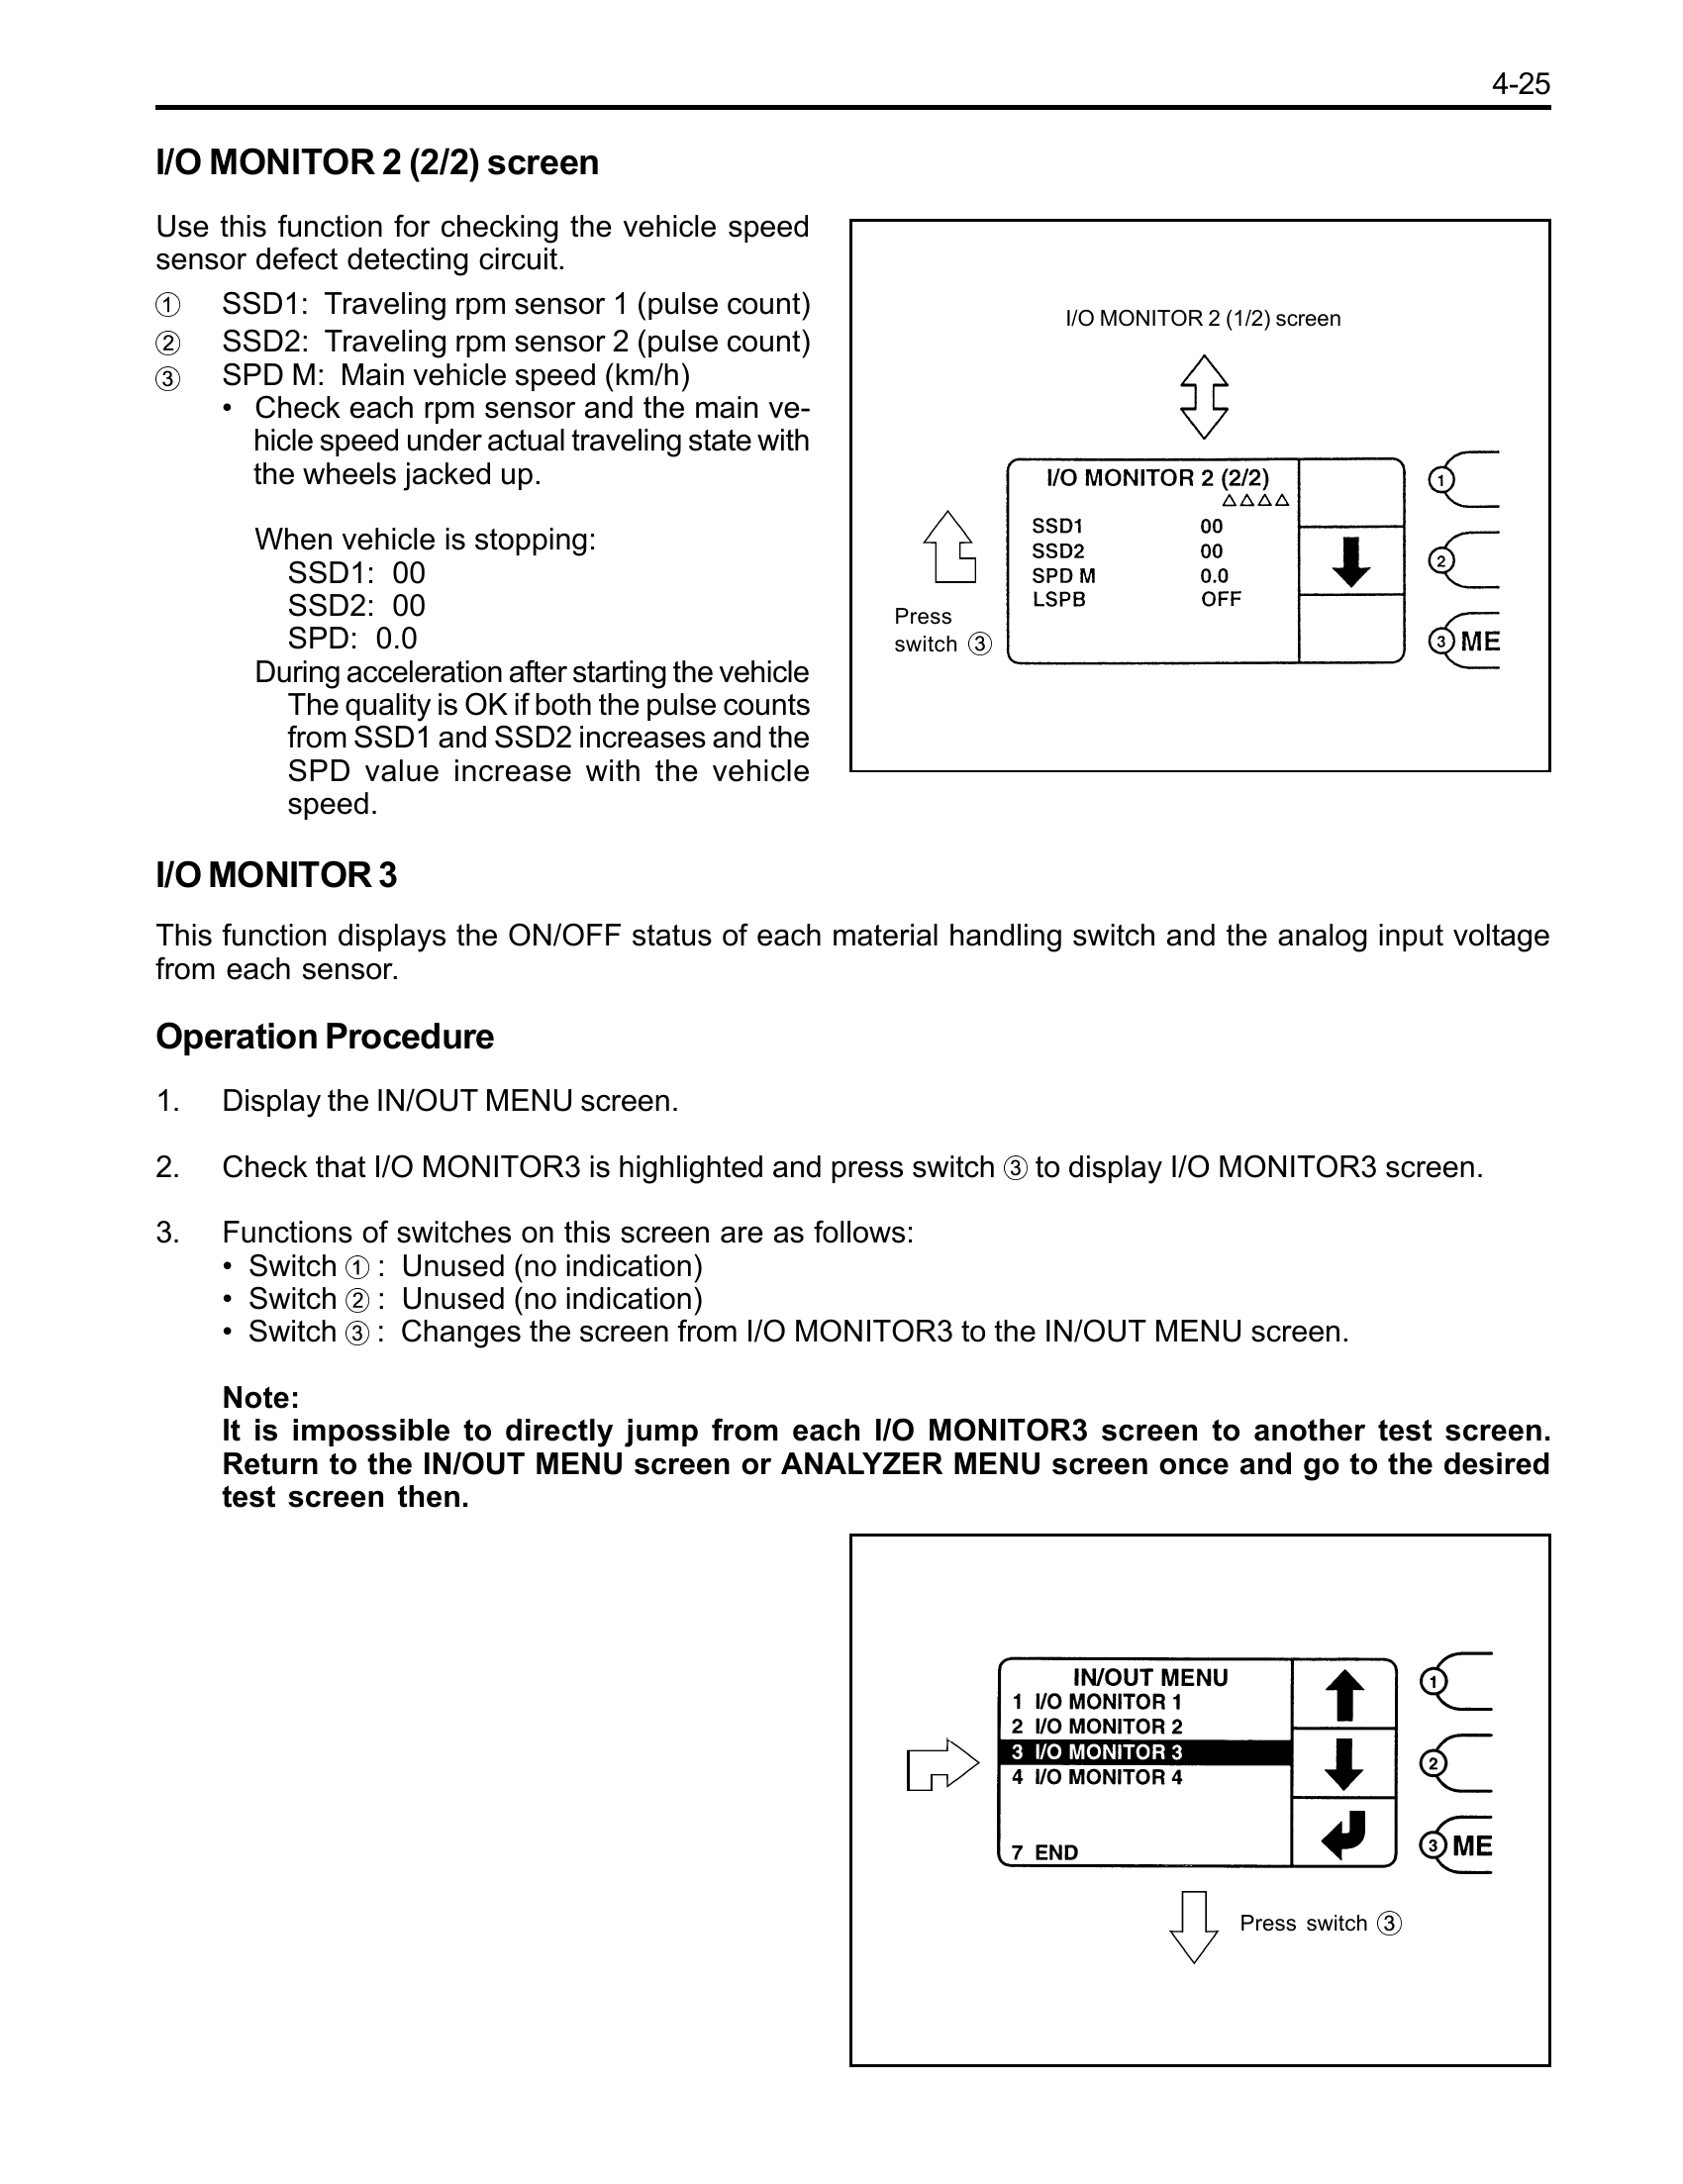 4-25
I/O MONITOR 2 (2/2) screen
Use this function for checking the vehicle speed
sensor defect detecting circuit.
① SSD1: Traveling rpm sensor 1 (pulse count)
② SSD2: Traveling rpm sensor 2 (pulse count)
③ SPD M: Main vehicle speed (km/h)
• Check each rpm sensor and the main ve-
hicle speed under actual traveling state with
the wheels jacked up.
When vehicle is stopping:
SSD1: 00
SSD2: 00
SPD: 0.0
During acceleration after starting the vehicle
The quality is OK if both the pulse counts
from SSD1 and SSD2 increases and the
SPD value increase with the vehicle
speed.
I/O MONITOR 2 (1/2) screen
I/O MONITOR 2 (2/2)
△△△△
SSD1 00
SSD2 00
SPD M 0.0
LSPB OFF
1
2
3 ME
Press
switch ③
I/O MONITOR 3
This function displays the ON/OFF status of each material handling switch and the analog input voltage
from each sensor.
Operation Procedure
1. Display the IN/OUT MENU screen.
2. Check that I/O MONITOR3 is highlighted and press switch ③ to display I/O MONITOR3 screen.
3. Functions of switches on this screen are as follows:
• Switch ① : Unused (no indication)
• Switch ② : Unused (no indication)
• Switch ③ : Changes the screen from I/O MONITOR3 to the IN/OUT MENU screen.
Note:
It is impossible to directly jump from each I/O MONITOR3 screen to another test screen.
Return to the IN/OUT MENU screen or ANALYZER MENU screen once and go to the desired
test screen then.
IN/OUT MENU
1 I/O MONITOR 1
2 I/O MONITOR 2
3 I/O MONITOR 3
4 I/O MONITOR 4
7 END
1
2
3 ME
Press switch ③